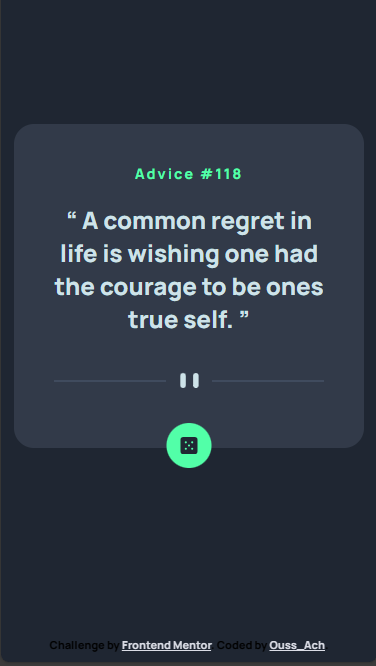 Advice #118
“ A common regret in
life is wishing one had
the courage to be ones
true self. ”
Challenge by Frontend Mentor. Coded by Ouss_Ach.